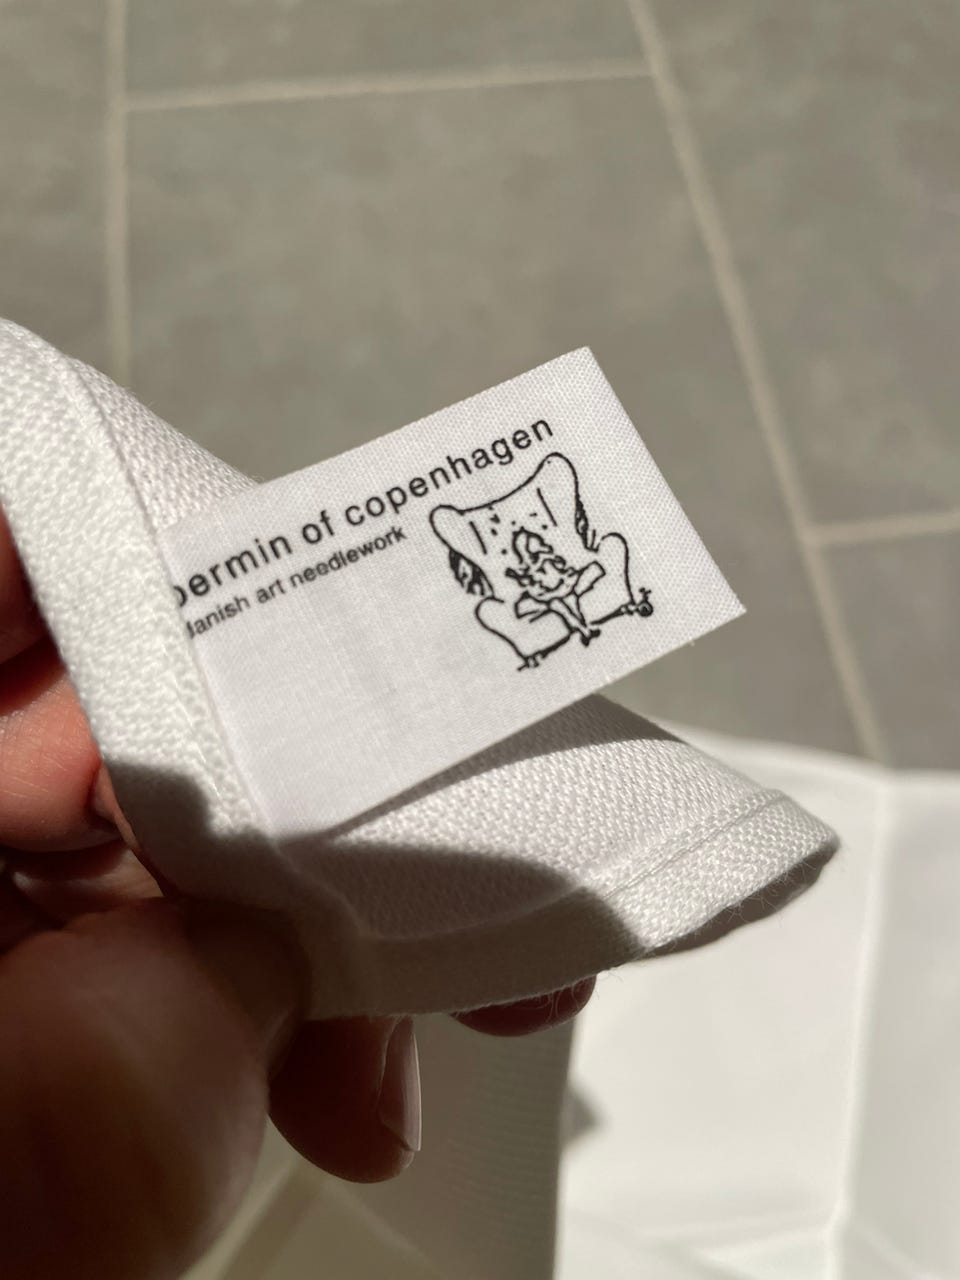 permin of copenhagen
danish art needlework